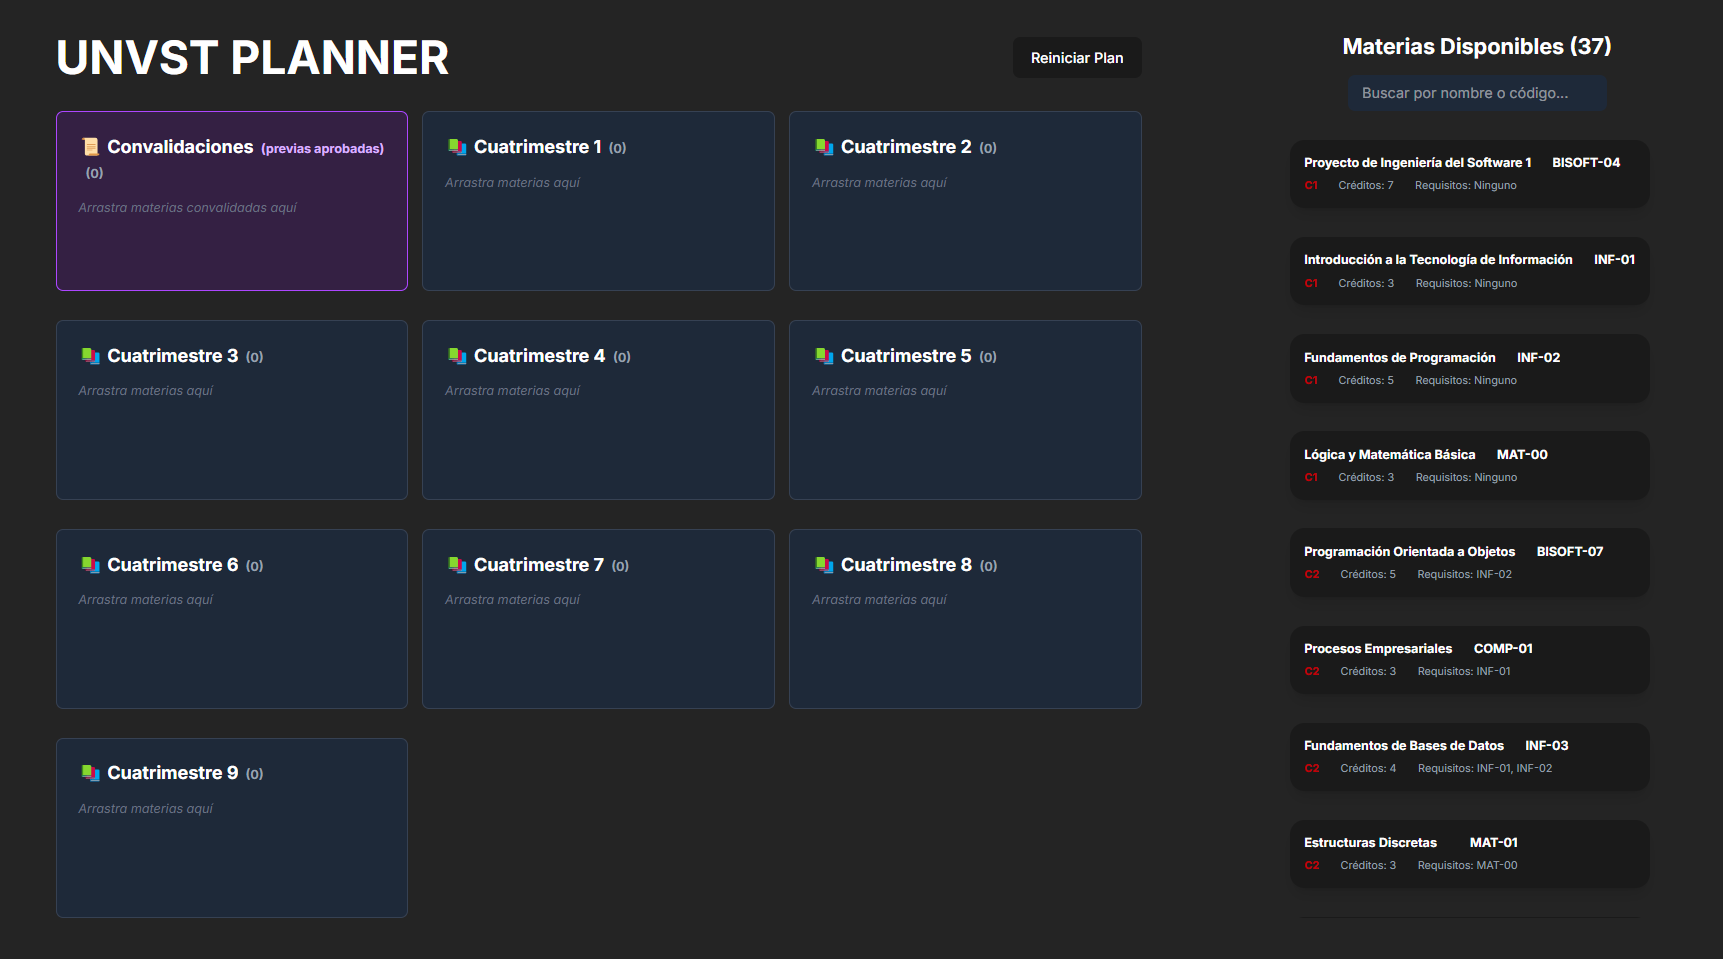 UNVST PLANNER
Reiniciar Plan
Convalidaciones (previas aprobadas)
(0)
Arrastra materias convalidadas aquí
Cuatrimestre 1 (0)
Arrastra materias aquí
Cuatrimestre 2 (0)
Arrastra materias aquí
Cuatrimestre 3 (0)
Arrastra materias aquí
Cuatrimestre 4 (0)
Arrastra materias aquí
Cuatrimestre 5 (0)
Arrastra materias aquí
Cuatrimestre 6 (0)
Arrastra materias aquí
Cuatrimestre 7 (0)
Arrastra materias aquí
Cuatrimestre 8 (0)
Arrastra materias aquí
Cuatrimestre 9 (0)
Arrastra materias aquí
Materias Disponibles (37)
Buscar por nombre o código...
Proyecto de Ingeniería del Software 1 BISOFT-04
C1 Créditos: 7 Requisitos: Ninguno
Introducción a la Tecnología de Información INF-01
C1 Créditos: 3 Requisitos: Ninguno
Fundamentos de Programación INF-02
C1 Créditos: 5 Requisitos: Ninguno
Lógica y Matemática Básica MAT-00
C1 Créditos: 3 Requisitos: Ninguno
Programación Orientada a Objetos BISOFT-07
C2 Créditos: 5 Requisitos: INF-02
Procesos Empresariales COMP-01
C2 Créditos: 3 Requisitos: INF-01
Fundamentos de Bases de Datos INF-03
C2 Créditos: 4 Requisitos: INF-01, INF-02
Estructuras Discretas MAT-01
C2 Créditos: 3 Requisitos: MAT-00